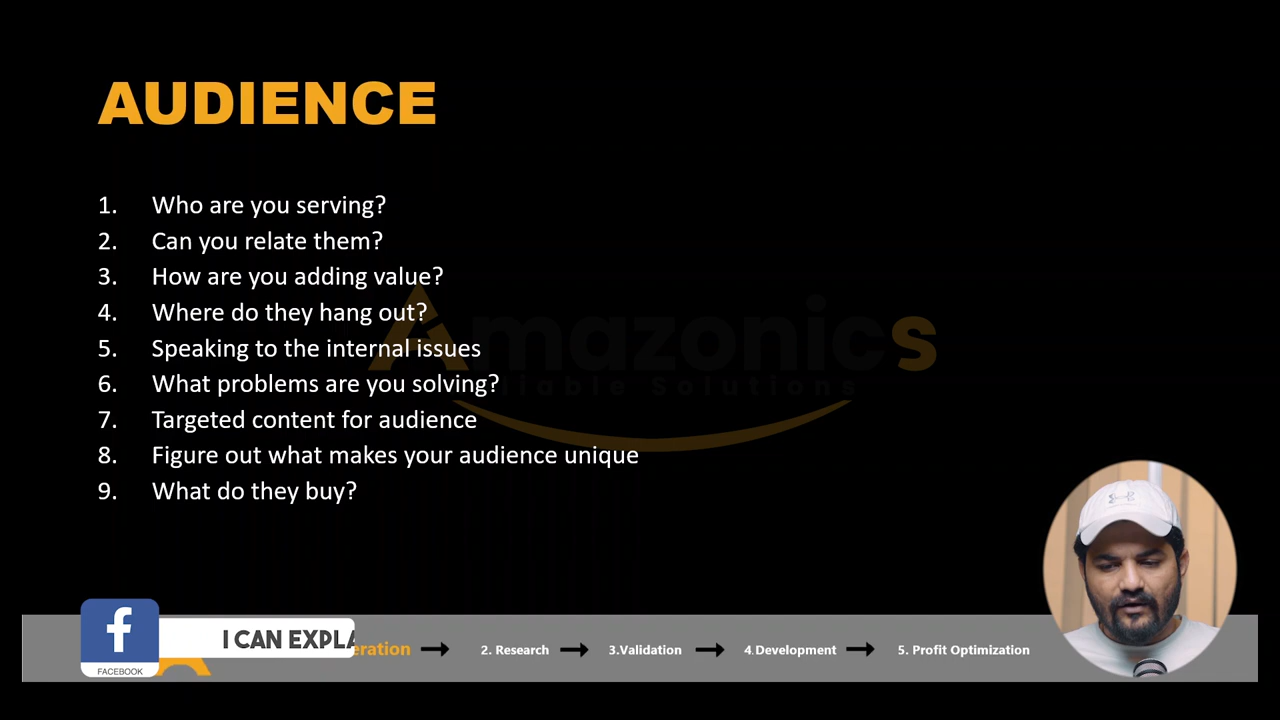 AUDIENCE
1. Who are you serving?
2. Can you relate them?
3. How are you adding value?
4. Where do they hang out?
5. Speaking to the internal issues
6. What problems are you solving?
7. Targeted content for audience
8. Figure out what makes your audience unique
9. What do they buy?
Amazonics
Solutions
f
FACEBOOK
I CAN EXPLA
eration
2. Research
3.Validation
4.Development
5. Profit Optimization